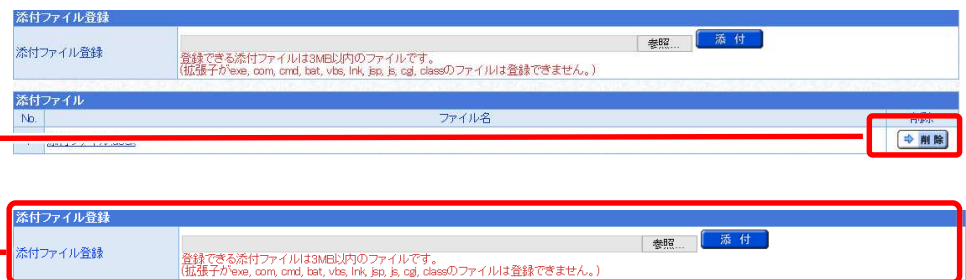 添付ファイル登録
添付ファイル登録
参照...
添 付
登録できる添付ファイルは3MB以内のファイルです。
(拡張子がexe, com, cmd, bat, vbs, lnk, jsp, js, cgi, classのファイルは登録できません。)
添付ファイル
No. ファイル名 削除
削 除
添付ファイル登録
添付ファイル登録
参照...
添 付
登録できる添付ファイルは3MB以内のファイルです。
(拡張子がexe, com, cmd, bat, vbs, lnk, jsp, js, cgi, classのファイルは登録できません。)